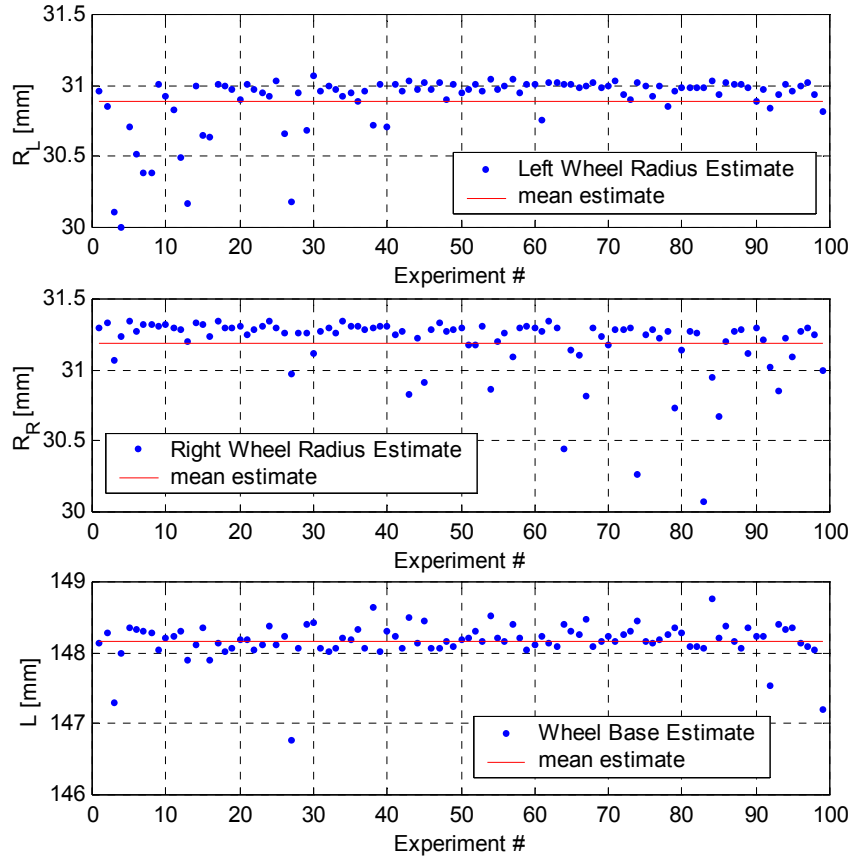 31.5
31
30.5
30
R_L [mm]
Left Wheel Radius Estimate
mean estimate
0 10 20 30 40 50 60 70 80 90 100
Experiment #
31.5
31
30.5
30
R_R [mm]
Right Wheel Radius Estimate
mean estimate
0 10 20 30 40 50 60 70 80 90 100
Experiment #
149
148
147
146
L [mm]
Wheel Base Estimate
mean estimate
0 10 20 30 40 50 60 70 80 90 100
Experiment #